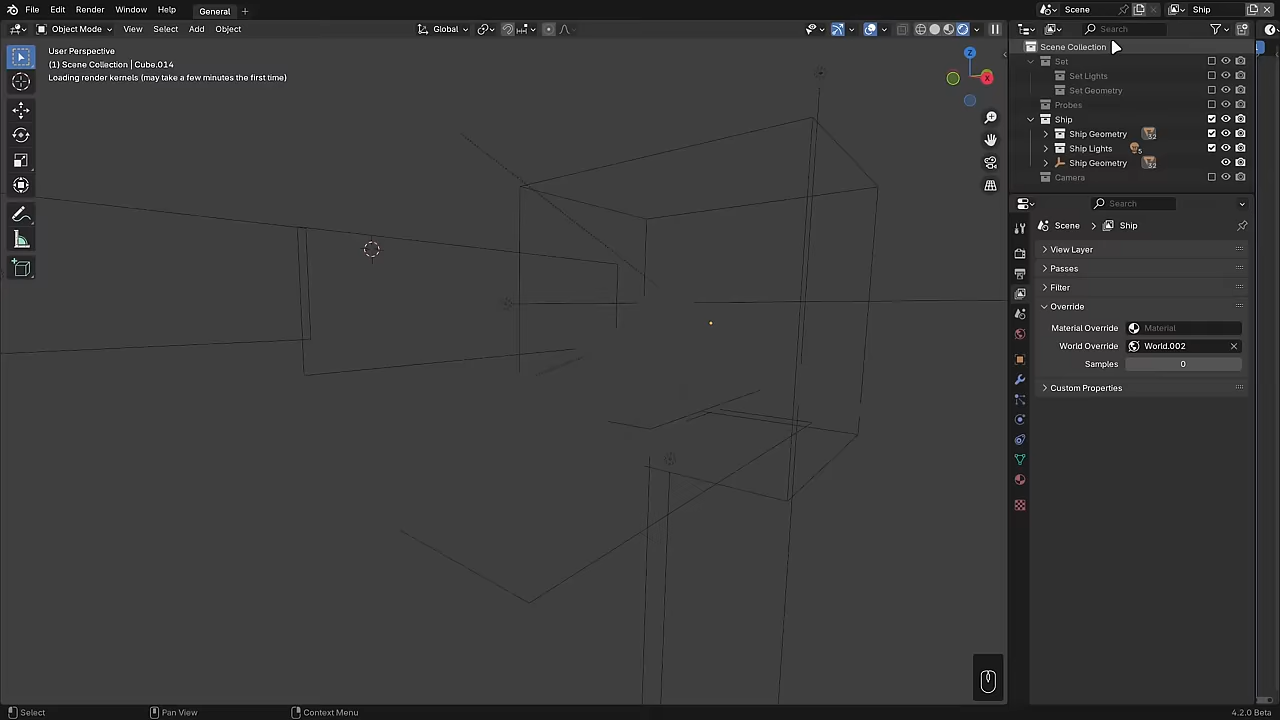 File Edit Render Window Help General + Scene Ship
Object Mode View Select Add Object Global Search
User Perspective
(1) Scene Collection | Cube.014
Loading render kernels (may take a few minutes the first time)
Z
X
Scene Collection
Set
Set Lights
Set Geometry
Probes
Ship
Ship Geometry 32
Ship Lights 5
Ship Geometry 32
Camera
Search
Scene > Ship
View Layer
Passes
Filter
Override
Material Override Material
World Override World.002
Samples 0
Custom Properties
Select Pan View Context Menu 4.2.0 Beta